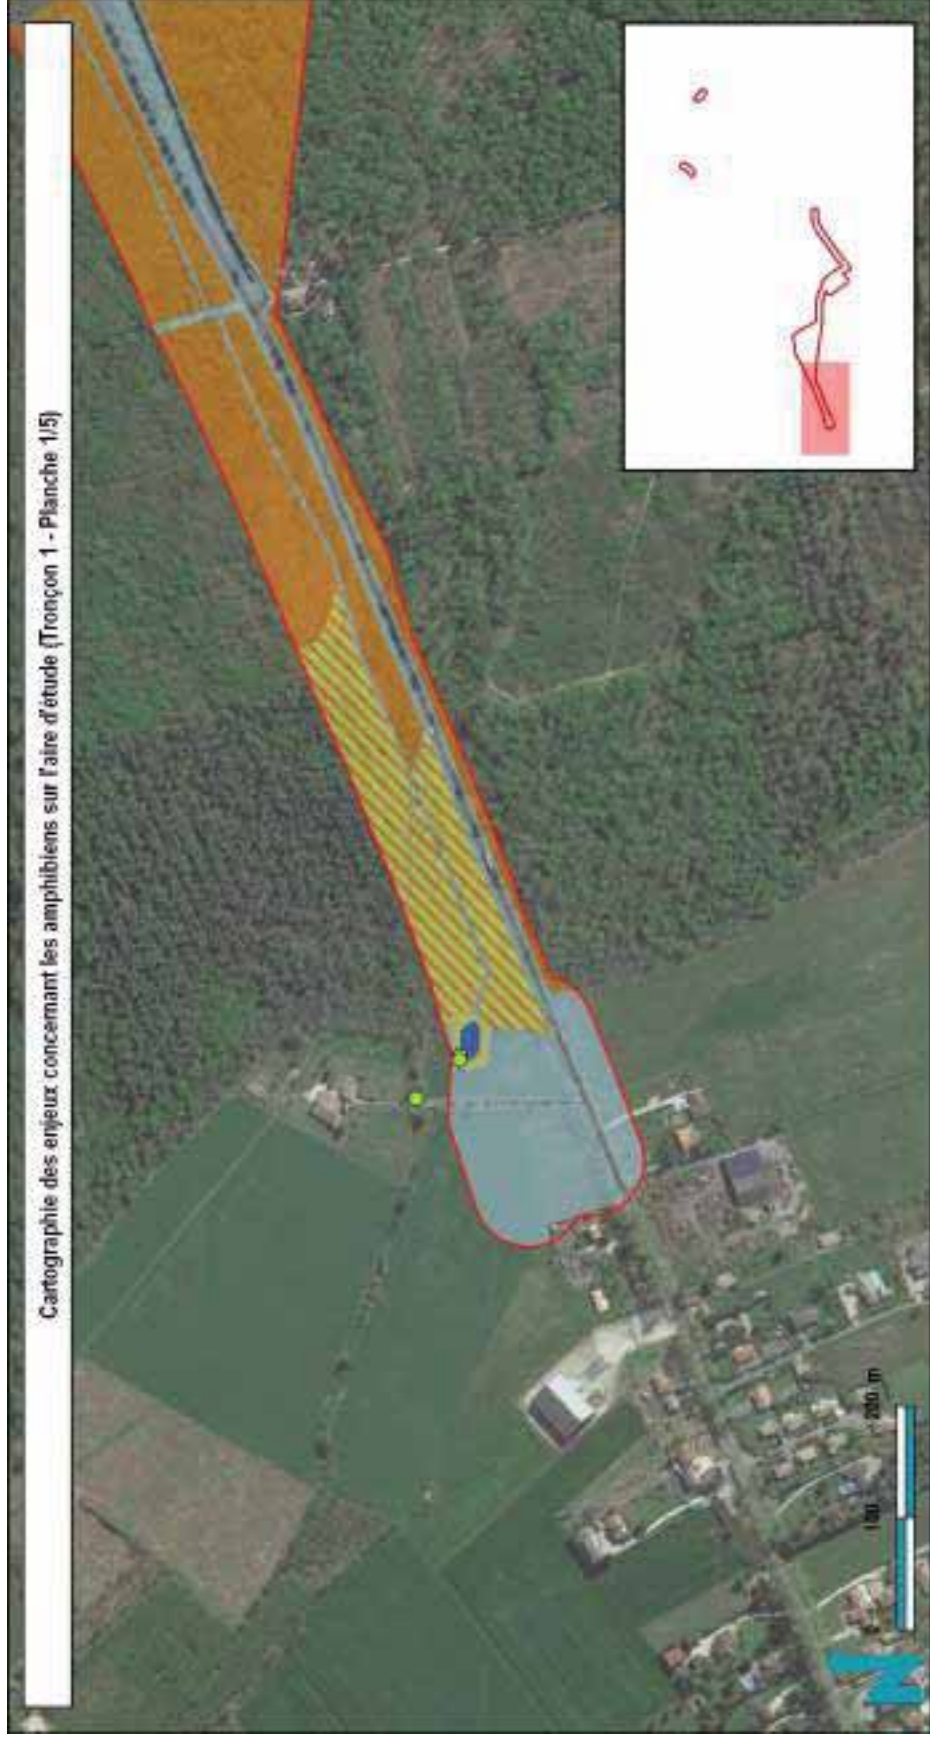 Cartographie des enjeux concernant les amphibiens sur l'aire d'étude (Tronçon 1 - Planche 1/5)
100 200 m
N